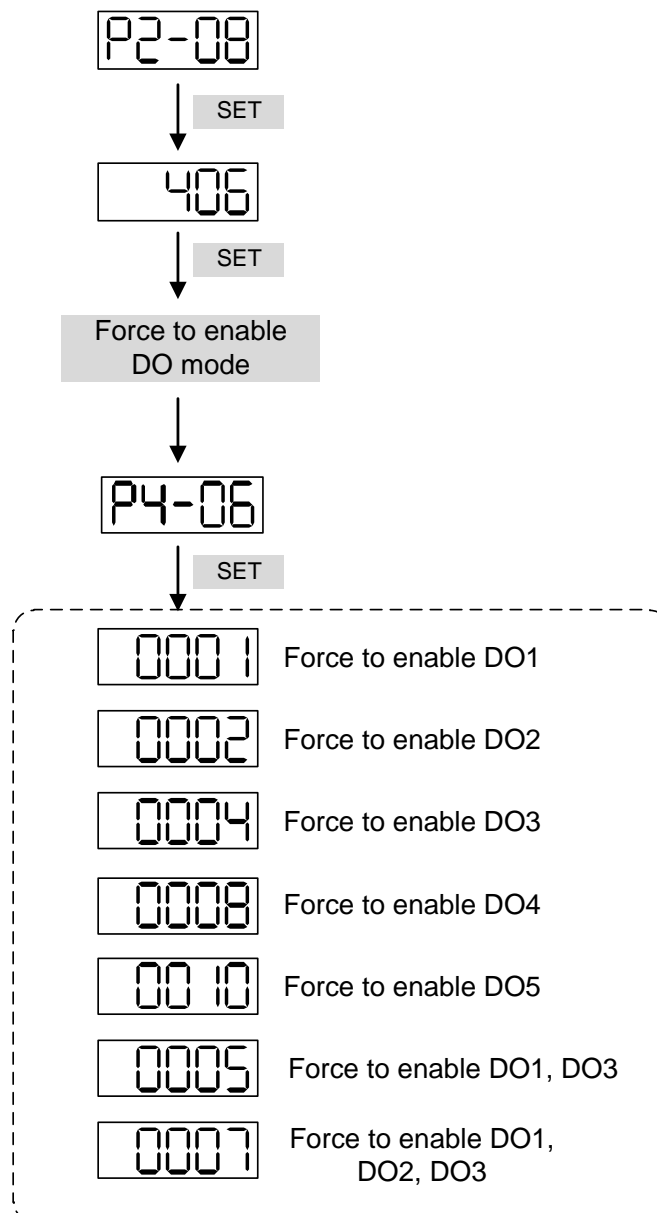 P2-08
SET
406
SET
Force to enable
DO mode
P4-06
SET
0001 Force to enable DO1
0002 Force to enable DO2
0004 Force to enable DO3
0008 Force to enable DO4
0010 Force to enable DO5
0005 Force to enable DO1, DO3
0007 Force to enable DO1,
DO2, DO3